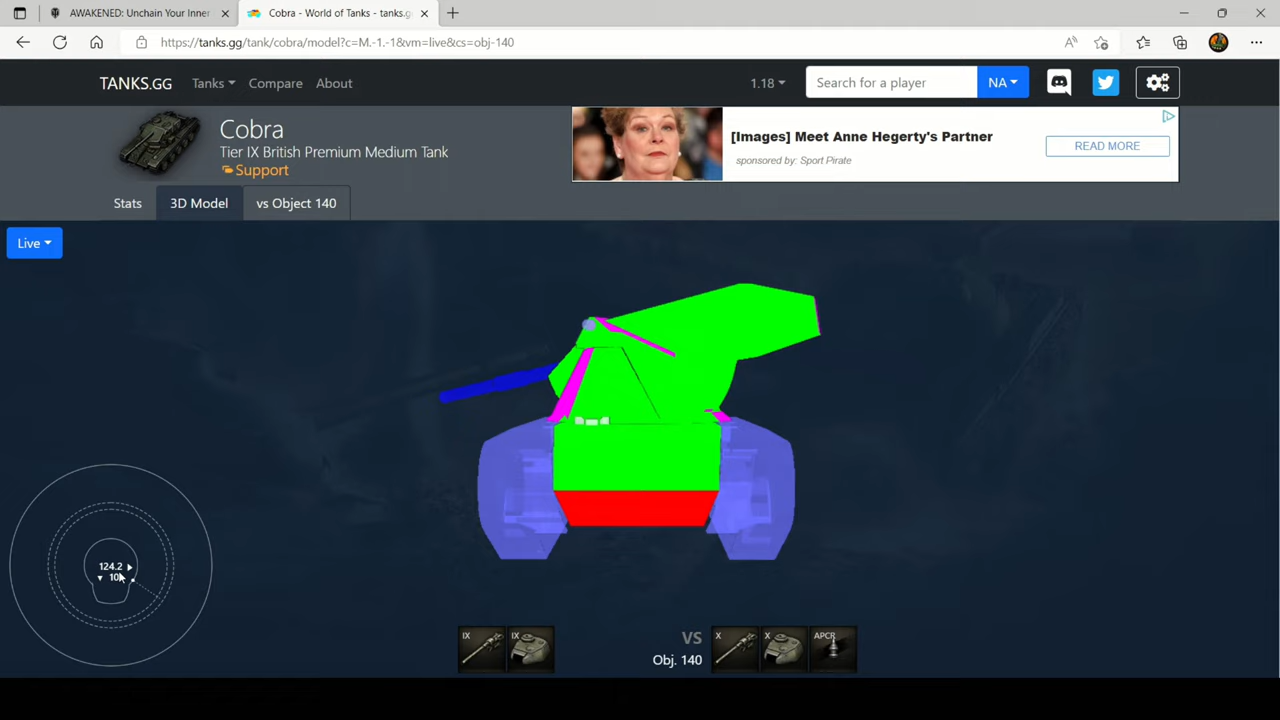 AWAKENED: Unchain Your Inner
Cobra - World of Tanks - tanks.g
https://tanks.gg/tank/cobra/model?c=M.-1.-1&vm=live&cs=obj-140
TANKS.GG Tanks Compare About 1.18 Search for a player NA
Cobra
Tier IX British Premium Medium Tank
Support
[Images] Meet Anne Hegerty's Partner
sponsored by: Sport Pirate
READ MORE
Stats 3D Model vs Object 140
Live
124.2
10
IX IX VS X X APCR
Obj. 140